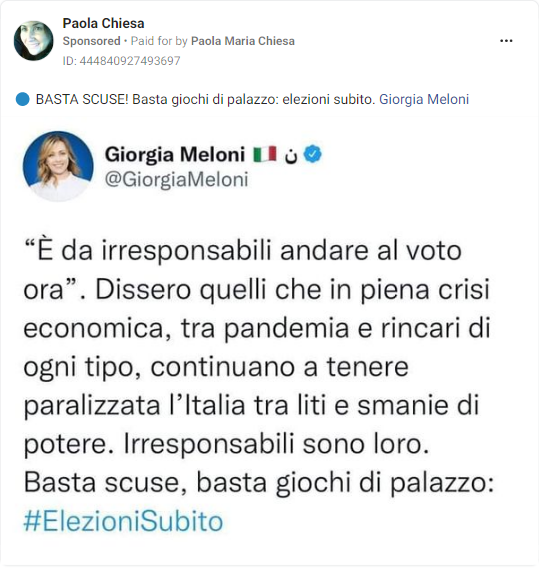 Paola Chiesa
Sponsored • Paid for by Paola Maria Chiesa
ID: 444840927493697
🔵 BASTA SCUSE! Basta giochi di palazzo: elezioni subito. Giorgia Meloni
Giorgia Meloni 🇮🇹 ن
@GiorgiaMeloni
“È da irresponsabili andare al voto
ora”. Dissero quelli che in piena crisi
economica, tra pandemia e rincari di
ogni tipo, continuano a tenere
paralizzata l’Italia tra liti e smanie di
potere. Irresponsabili sono loro.
Basta scuse, basta giochi di palazzo:
#ElezioniSubito